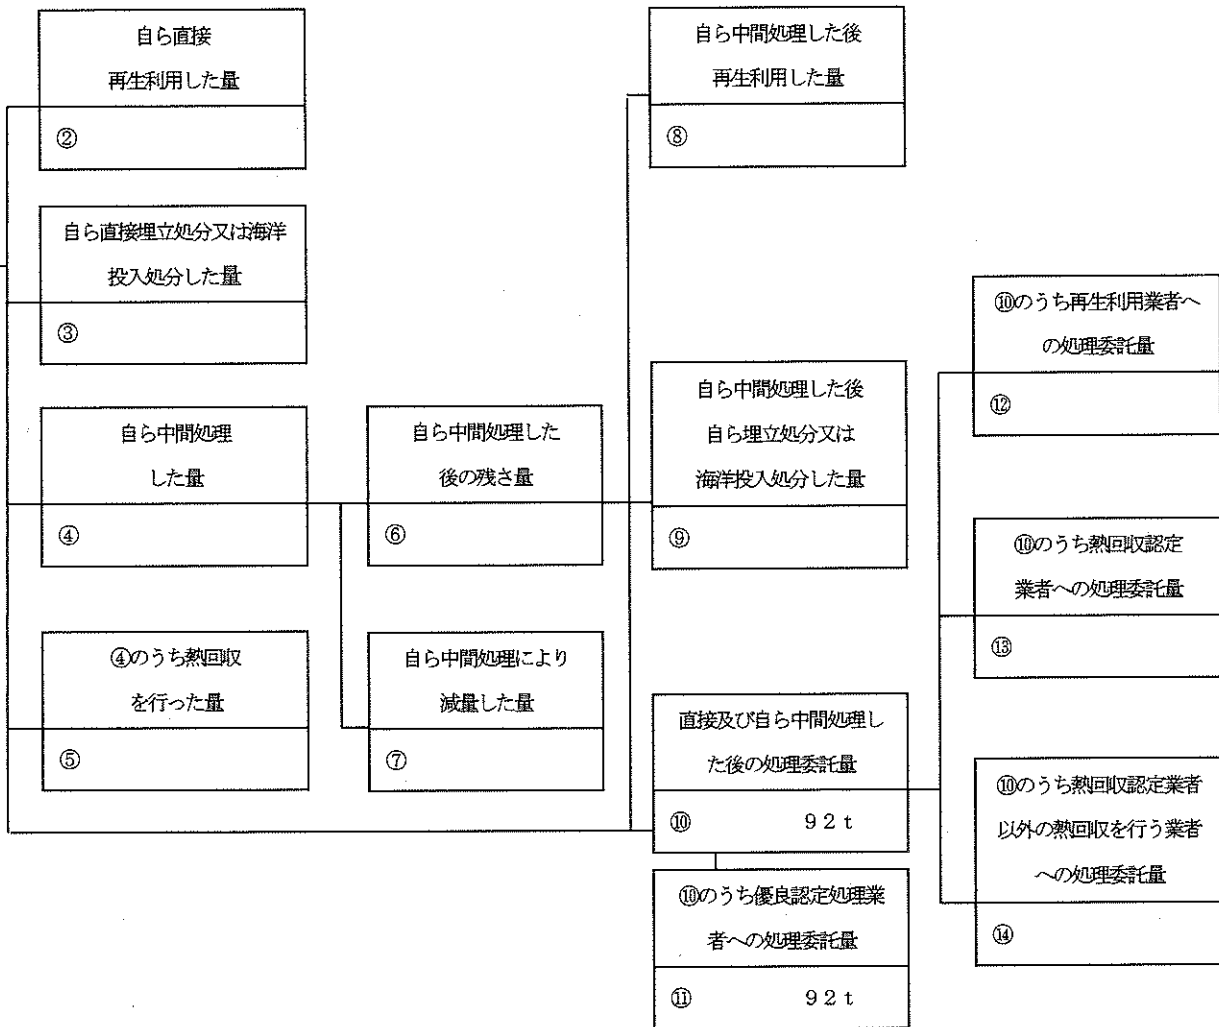 自ら直接
再生利用した量
②
自ら直接埋立処分又は海洋
投入処分した量
③
自ら中間処理
した量
④
④のうち熱回収
を行った量
⑤
自ら中間処理した
後の残さ量
⑥
自ら中間処理により
減量した量
⑦
自ら中間処理した後
再生利用した量
⑧
自ら中間処理した後
自ら埋立処分又は
海洋投入処分した量
⑨
直接及び自ら中間処理し
た後の処理委託量
⑩ 92t
⑩のうち優良認定処理業
者への処理委託量
⑪ 92t
⑩のうち再生利用業者へ
の処理委託量
⑫
⑩のうち熱回収認定
業者への処理委託量
⑬
⑩のうち熱回収認定業者
以外の熱回収を行う業者
への処理委託量
⑭